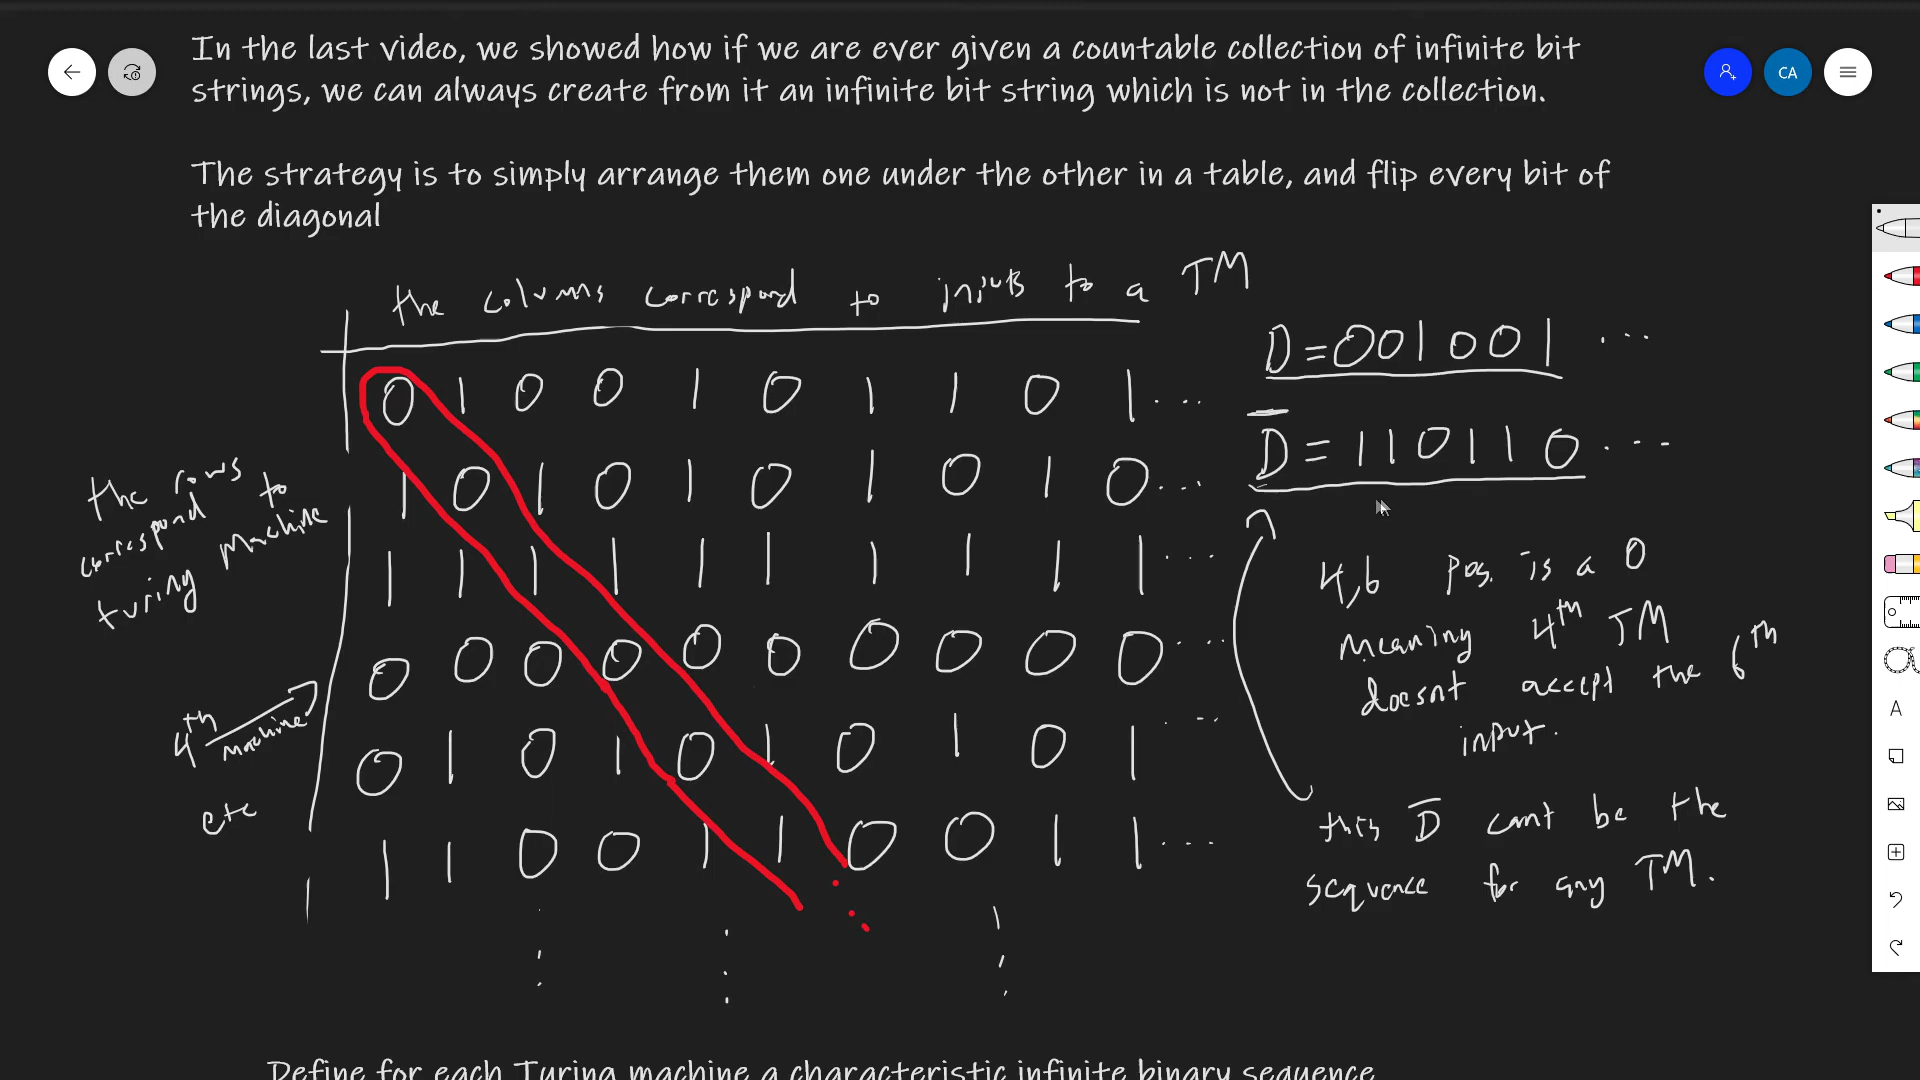 In the last video, we showed how if we are ever given a countable collection of infinite bit
strings, we can always create from it an infinite bit string which is not in the collection.
The strategy is to simply arrange them one under the other in a table, and flip every bit of
the diagonal
CA
the columns correspond to inputs to a TM
0 1 0 0 1 0 1 1 0 1 ...
1 0 1 0 1 0 1 0 1 0 ...
1 1 1 1 1 1 1 1 1 1 ...
0 0 0 0 0 0 0 0 0 0 ...
0 1 0 1 0 1 0 1 0 1 ...
1 1 0 0 1 1 0 0 1 1 ...
the rows
correspond to
turing machine
4th
machine
etc
D = 001001 ...
D̅ = 110110 ...
4,6 pos. is a 0
meaning 4th TM
doesnt accept the 6th
input.
this D̅ cant be the
sequence for any TM.
A
Define for each Turing machine a characteristic infinite binary sequence